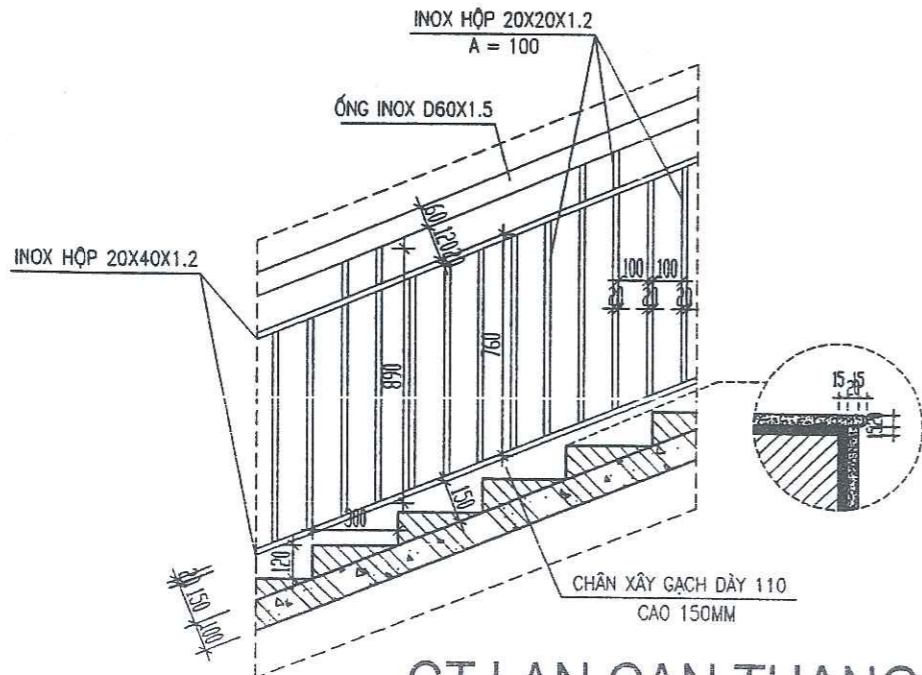 INOX HỘP 20X20X1.2
A = 100
ỐNG INOX D60X1.5
INOX HỘP 20X40X1.2
60
120
20
100
100
20
20
20
890
760
15
20
15
300
150
120
20
150
100
CHÂN XÂY GẠCH DÀY 110
CAO 150MM
CT LAN CAN THANG